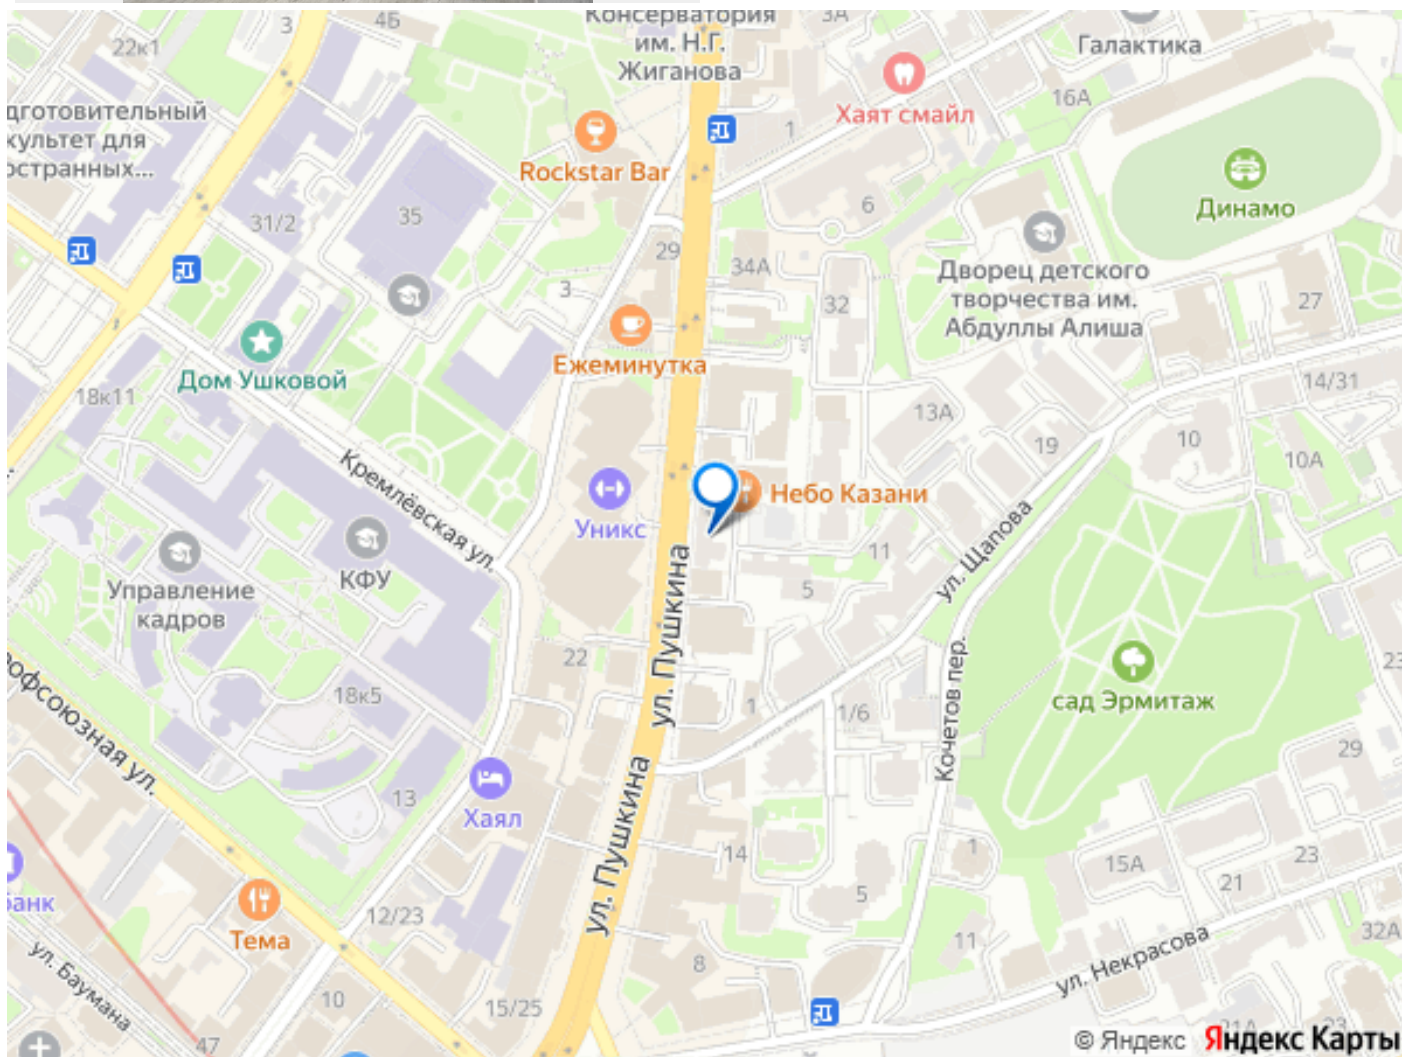 3
4Б
Консерватория
им. Н.Г.
Жиганова
3А
Галактика
22к1
Хаят смайл
16А
1
дготовительный
культет для
остранных...
Rockstar Bar
Динамо
6
35
31/2
29
34А
Дворец детского
творчества им.
Абдуллы Алиша
3
32
27
Ежеминутка
Дом Ушковой
18к11
14/31
13А
19
10
10А
Кремлёвская ул.
Небо Казани
Уникс
11
ул. Щапова
КФУ
Управление
кадров
5
ул. Пушкина
Кочетов пер.
22
23
18к5
1
1/6
сад Эрмитаж
офсоюзная ул.
29
ул. Пушкина
13
Хаял
14
1
15А
23
21
5
банк
12/23
Тема
11
32А
ул. Некрасова
8
ул. Баумана
10
15/25
21А
23
47
© Яндекс Яндекс Карты